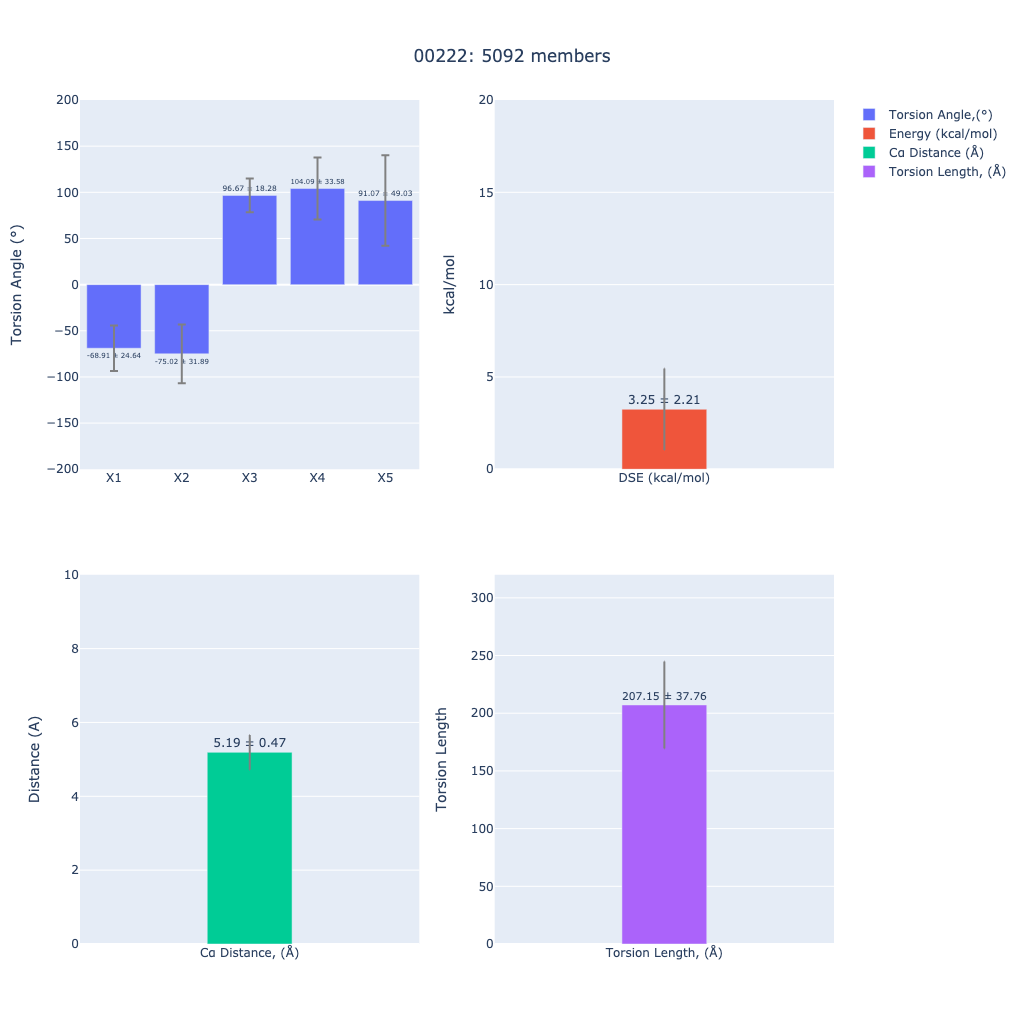 00222: 5092 members
200
150
100
50
0
−50
−100
−150
−200
Torsion Angle (°)
-68.91 ± 24.64
-75.02 ± 31.89
96.67 ± 18.28
104.09 ± 33.58
91.07 ± 49.03
X1
X2
X3
X4
X5
20
15
10
5
0
kcal/mol
3.25 ± 2.21
DSE (kcal/mol)
Torsion Angle,(°)
Energy (kcal/mol)
Cα Distance (Å)
Torsion Length, (Å)
10
8
6
4
2
0
Distance (A)
5.19 ± 0.47
Cα Distance, (Å)
300
250
200
150
100
50
0
Torsion Length
207.15 ± 37.76
Torsion Length, (Å)